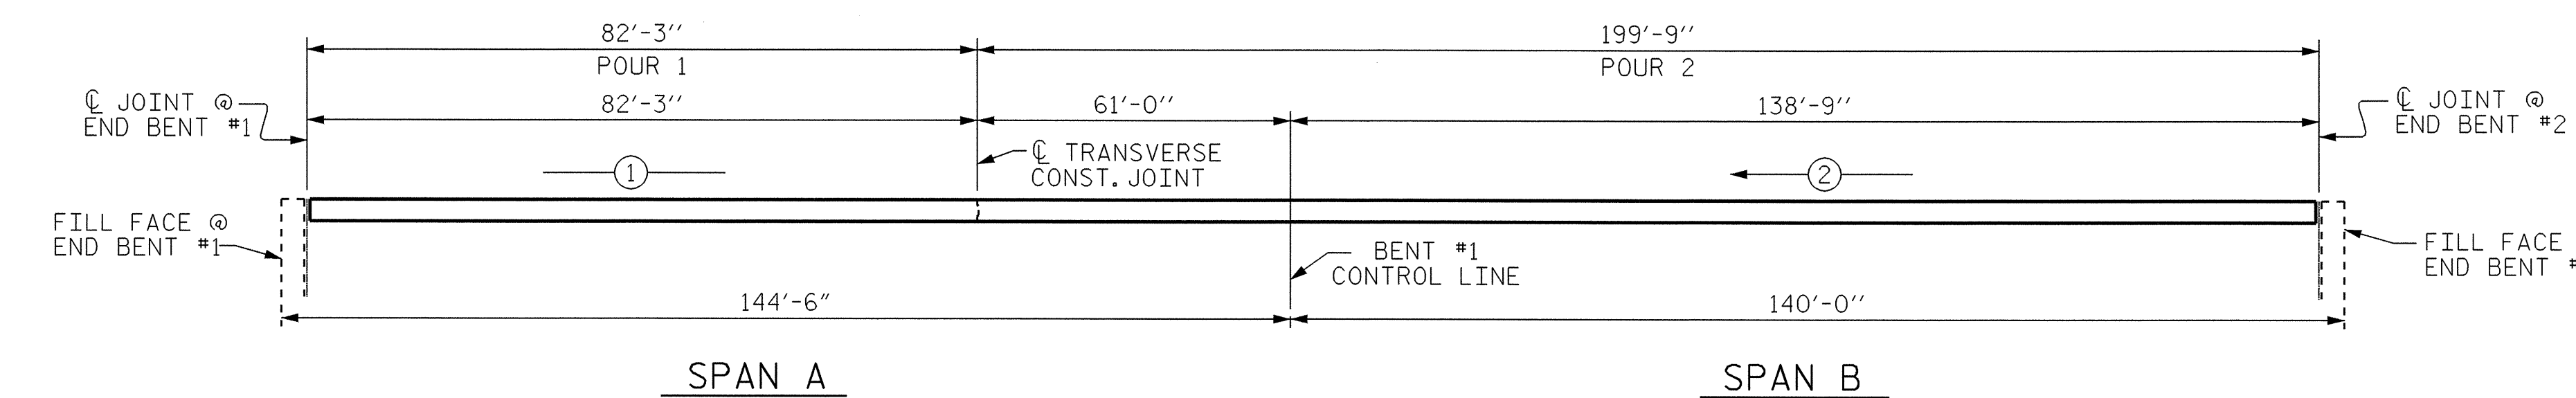 82'-3"
199'-9"
POUR 1
POUR 2
℄ JOINT @
END BENT #1
82'-3"
61'-0"
138'-9"
℄ JOINT @
END BENT #2
℄ TRANSVERSE
CONST. JOINT
1
2
FILL FACE @
END BENT #1
BENT #1
CONTROL LINE
FILL FACE
END BENT #
144'-6"
140'-0"
SPAN A
SPAN B